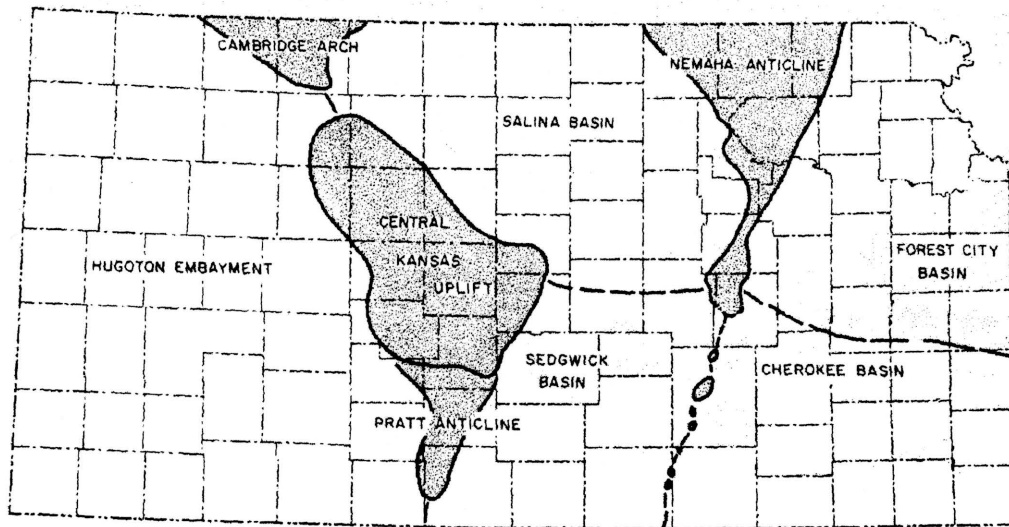 CAMBRIDGE ARCH
NEMAHA ANTICLINE
SALINA BASIN
CENTRAL
KANSAS
UPLIFT
HUGOTON EMBAYMENT
FOREST CITY
BASIN
SEDGWICK
BASIN
CHEROKEE BASIN
PRATT ANTICLINE